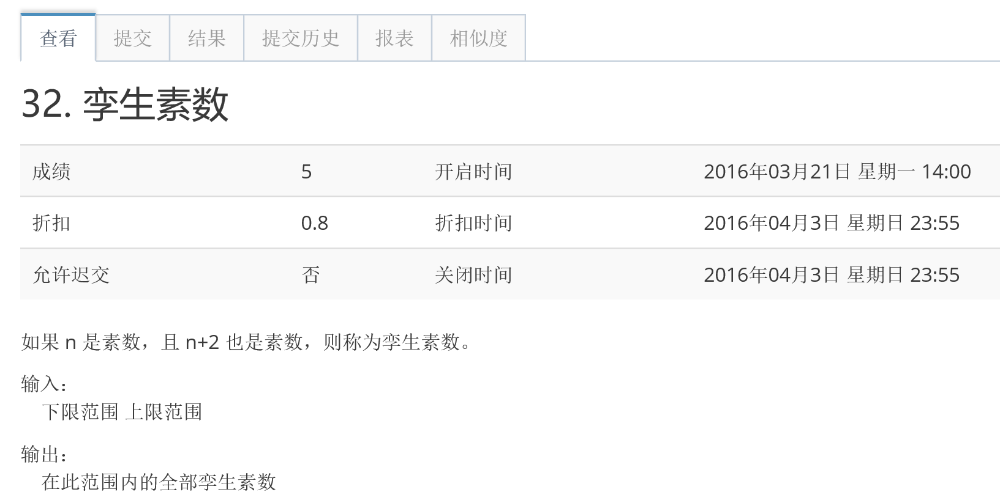 查看 提交 结果 提交历史 报表 相似度
32. 孪生素数
成绩 5 开启时间 2016年03月21日 星期一 14:00
折扣 0.8 折扣时间 2016年04月3日 星期日 23:55
允许迟交 否 关闭时间 2016年04月3日 星期日 23:55
如果 n 是素数，且 n+2 也是素数，则称为孪生素数。
输入：
下限范围 上限范围
输出：
在此范围内的全部孪生素数